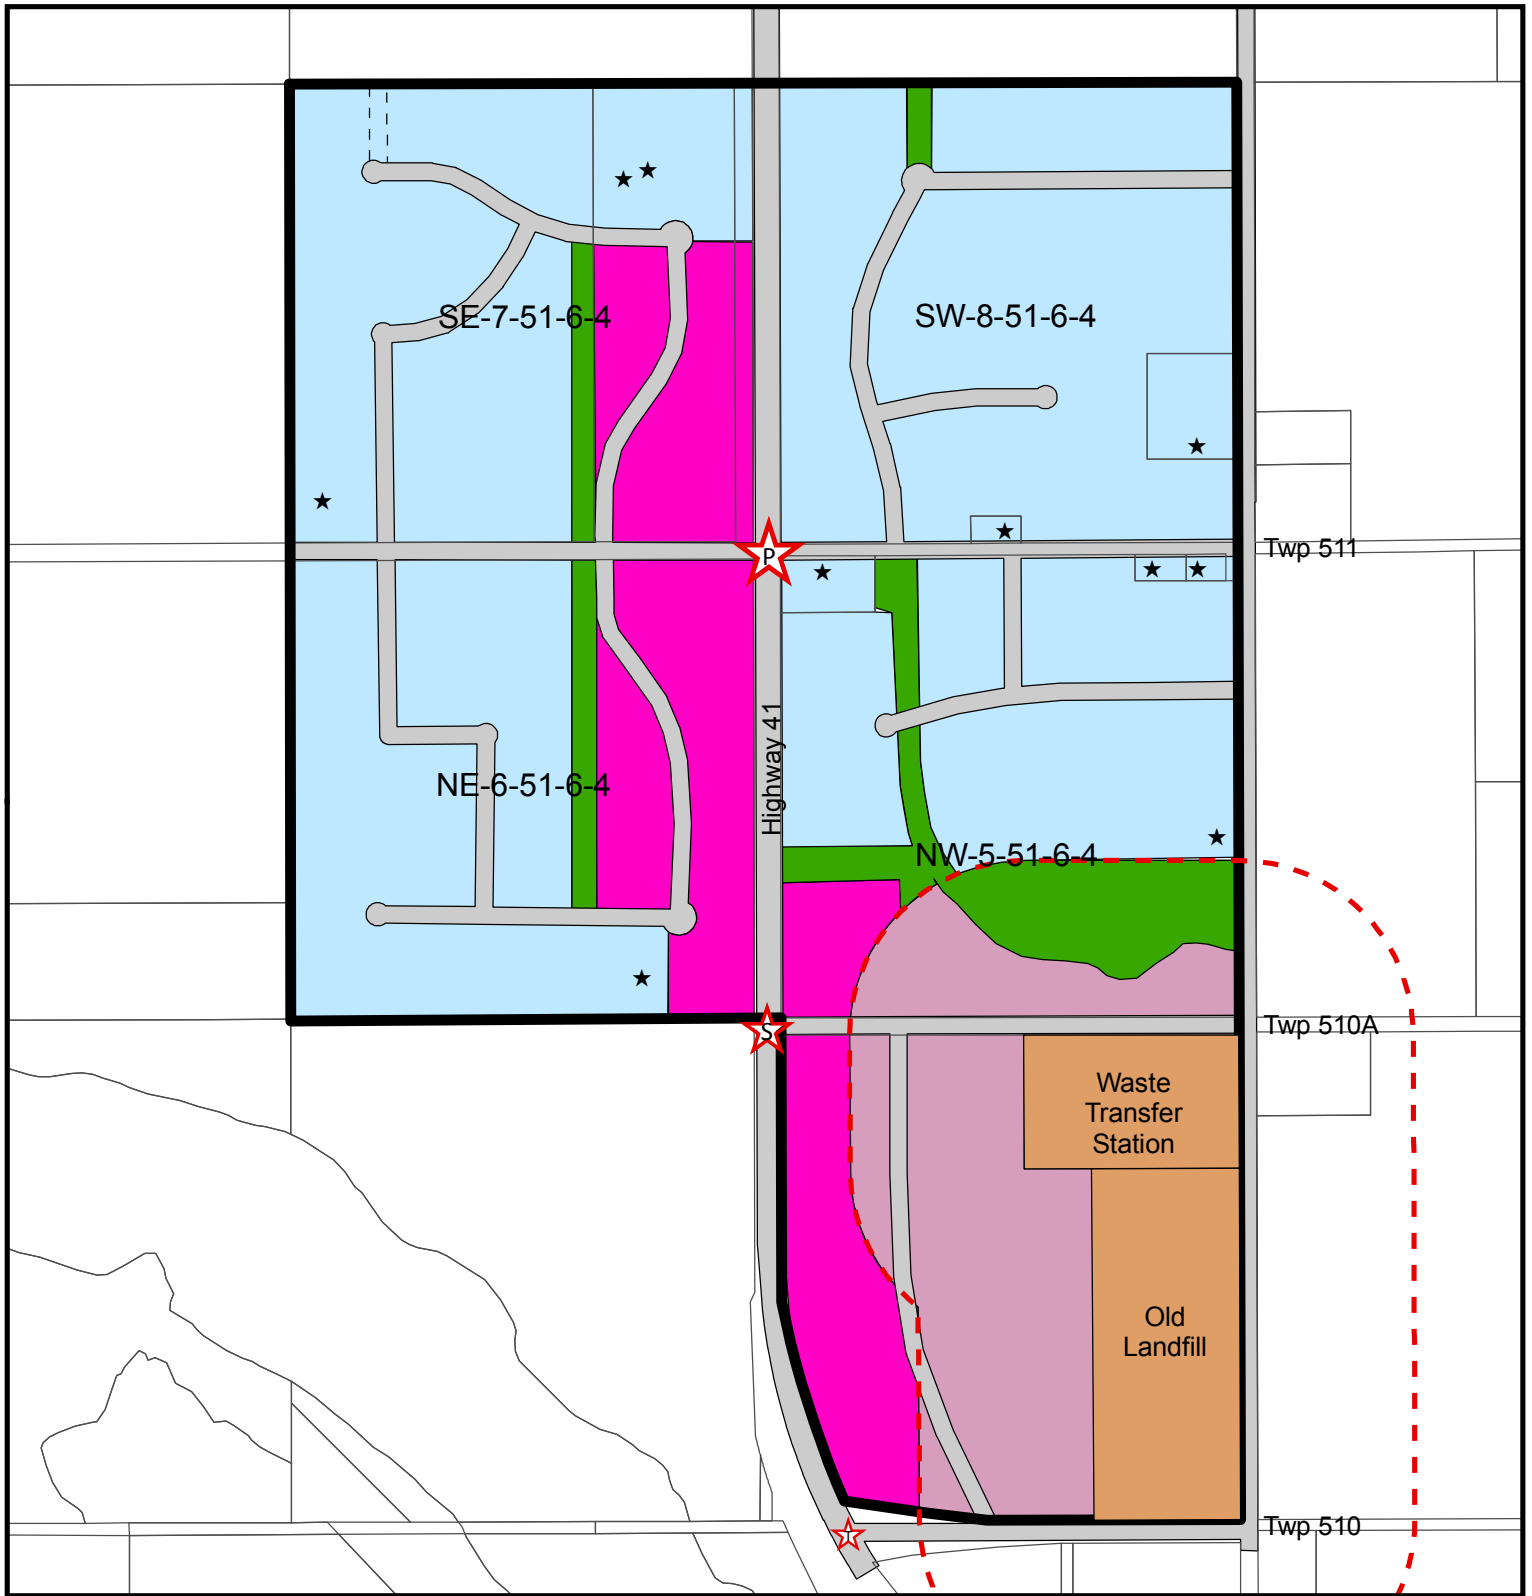 SE-7-51-6-4
SW-8-51-6-4
P
Twp 511
Highway 41
NE-6-51-6-4
NW-5-51-6-4
S
Twp 510A
Waste
Transfer
Station
Old
Landfill
T
Twp 510